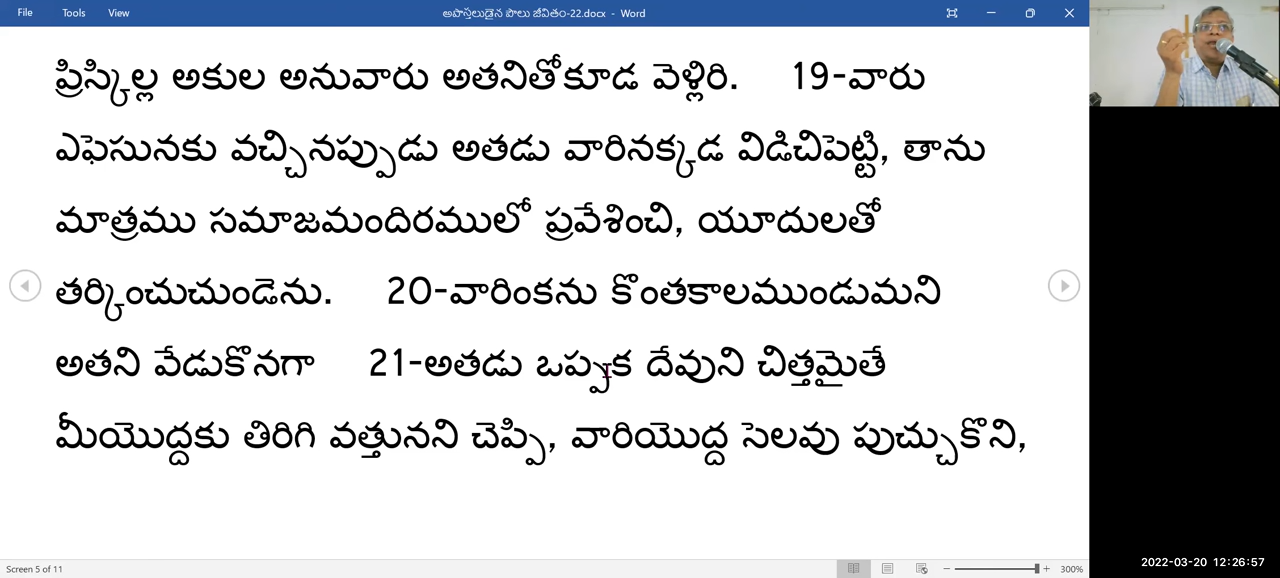 File Tools View అపొస్తలుడైన పౌలు జీవితం-22.docx - Word
ప్రిస్కిల్ల అకుల అనువారు అతనితోకూడ వెళ్లిరి. 19-వారు
ఎఫెసునకు వచ్చినప్పుడు అతడు వారినక్కడ విడిచిపెట్టి, తాను
మాత్రము సమాజమందిరములో ప్రవేశించి, యూదులతో
తర్కించుచుండెను. 20-వారింకను కొంతకాలముండుమని
అతని వేడుకొనగా 21-అతడు ఒప్పక దేవుని చిత్తమైతే
మీయొద్దకు తిరిగి వత్తునని చెప్పి, వారియొద్ద సెలవు పుచ్చుకొని,
Screen 5 of 11 300%
2022-03-20 12:26:57